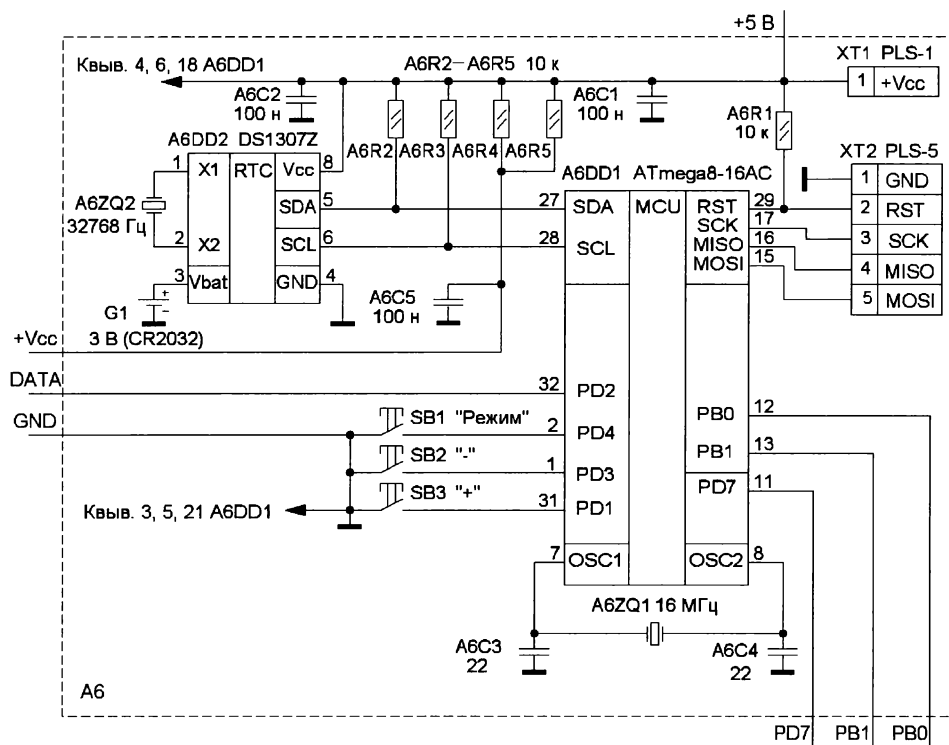 +5 В
Квыв. 4, 6, 18 A6DD1
A6R2–A6R5 10 к
XT1 PLS-1
1 +Vcc
A6C2
100 н
A6C1
100 н
A6R1
10 к
A6R2 A6R3 A6R4 A6R5
A6DD2 DS1307Z
1 X1 RTC Vcc 8
SDA 5
A6ZQ2
32768 Гц
2 X2 SCL 6
3 Vbat GND 4
G1
+
–
3 В (CR2032)
A6C5
100 н
A6DD1 ATmega8-16AC
27 SDA MCU RST 29
SCK 17
28 SCL MISO 16
MOSI 15
XT2 PLS-5
1 GND
2 RST
3 SCK
4 MISO
5 MOSI
+Vcc
DATA
32 PD2
GND
SB1 "Режим" 2 PD4
PB0 12
SB2 "-" 1 PD3
PB1 13
SB3 "+" 31 PD1
PD7 11
Квыв. 3, 5, 21 A6DD1
7 OSC1 OSC2 8
A6ZQ1 16 МГц
A6C3
22
A6C4
22
A6
PD7 PB1 PB0